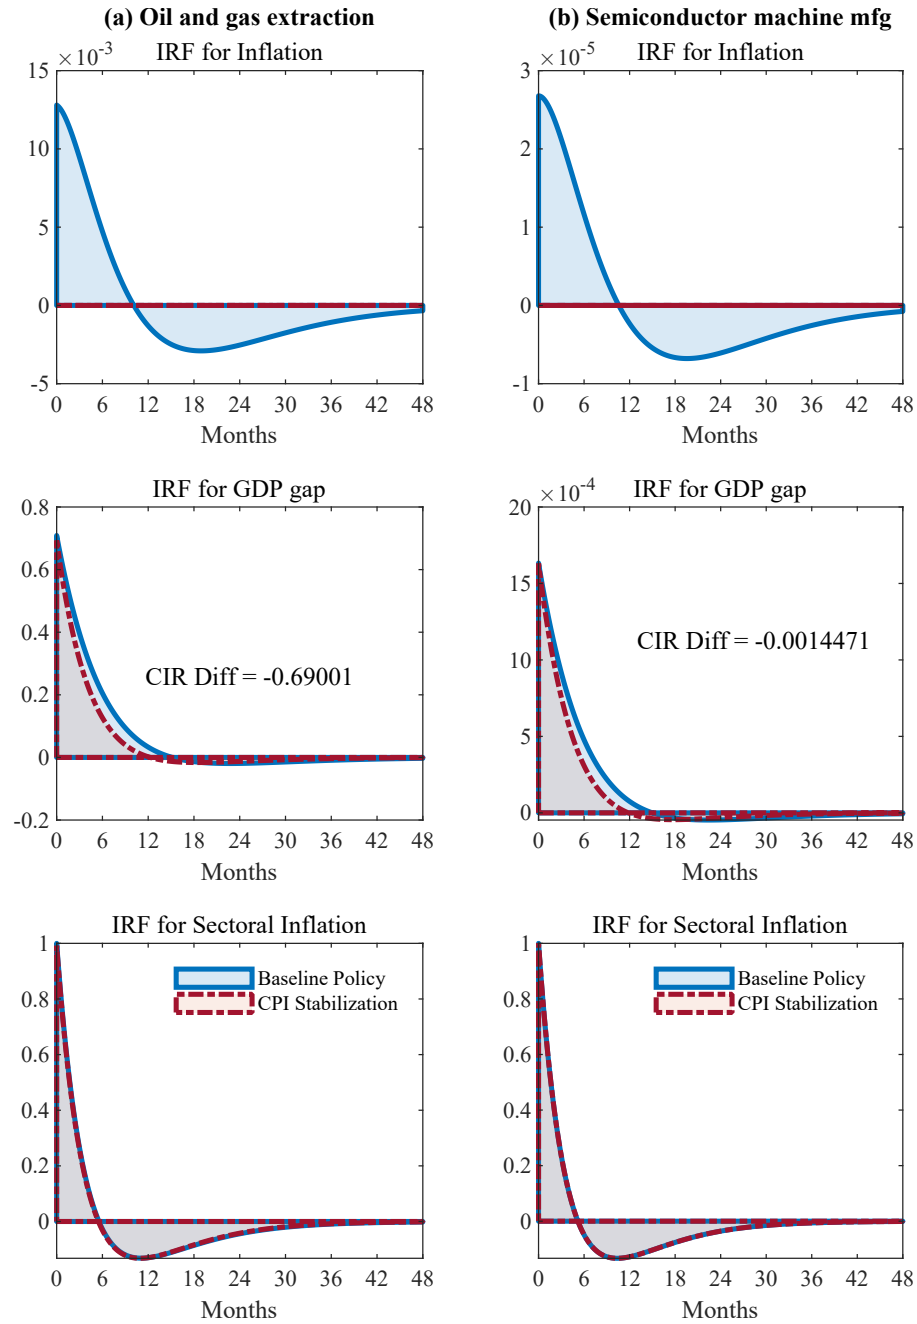 (a) Oil and gas extraction
(b) Semiconductor machine mfg
×10-3
IRF for Inflation
15
10
5
0
-5
0 6 12 18 24 30 36 42 48
Months
×10-5
IRF for Inflation
3
2
1
0
-1
0 6 12 18 24 30 36 42 48
Months
IRF for GDP gap
0.8
0.6
0.4
0.2
0
-0.2
CIR Diff = -0.69001
0 6 12 18 24 30 36 42 48
Months
×10-4
IRF for GDP gap
20
15
10
5
0
CIR Diff = -0.0014471
0 6 12 18 24 30 36 42 48
Months
IRF for Sectoral Inflation
1
0.8
0.6
0.4
0.2
0
Baseline Policy
CPI Stabilization
0 6 12 18 24 30 36 42 48
Months
IRF for Sectoral Inflation
1
0.8
0.6
0.4
0.2
0
Baseline Policy
CPI Stabilization
0 6 12 18 24 30 36 42 48
Months